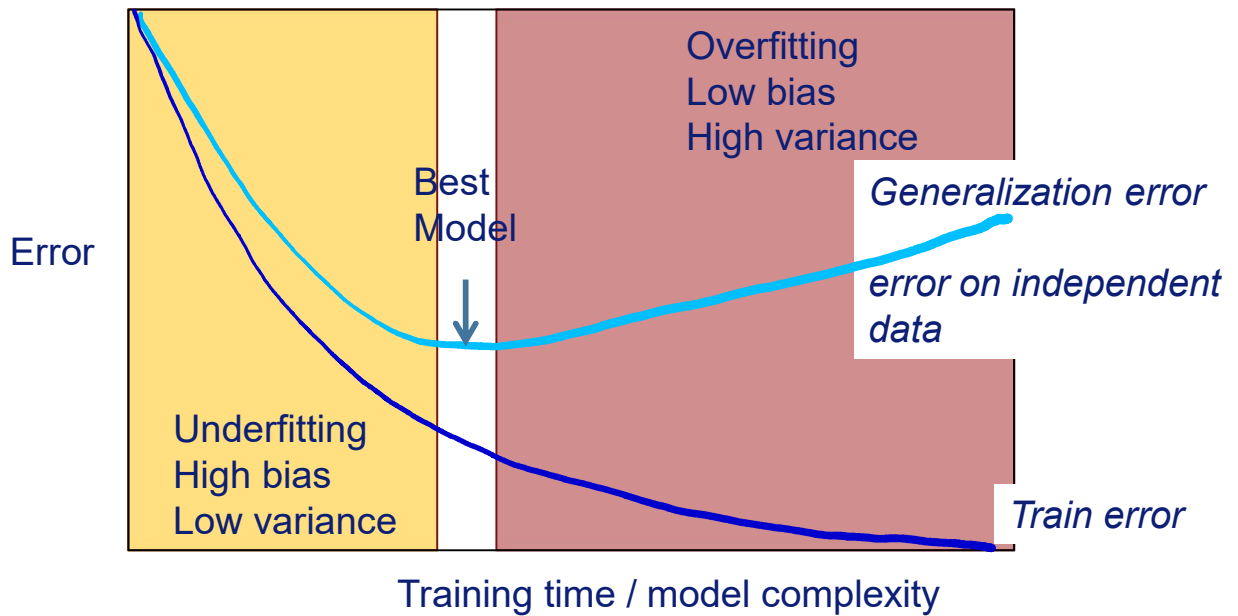 Overfitting
Low bias
High variance
Best
Model
Generalization error
Error
error on independent
data
Underfitting
High bias
Low variance
Train error
Training time / model complexity